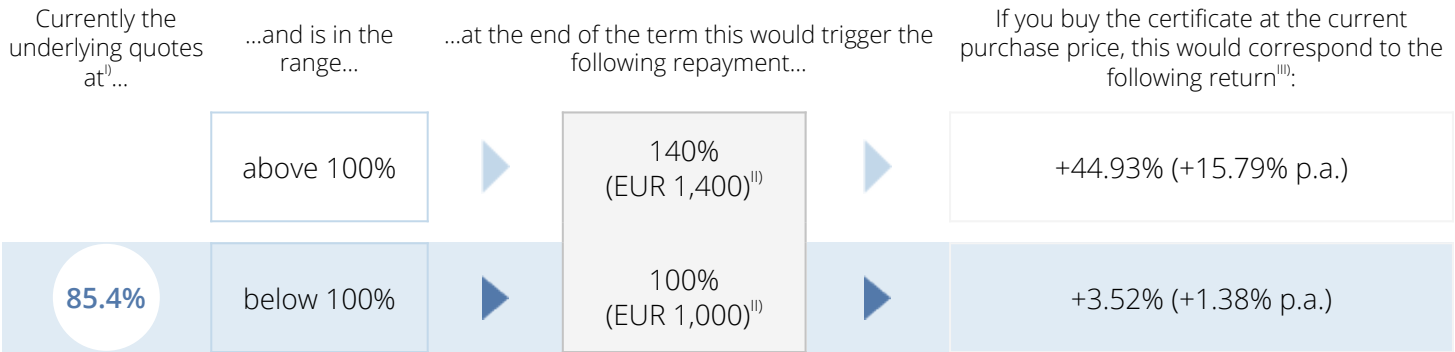 Currently the
underlying quotes
atI)...
...and is in the
range...
...at the end of the term this would trigger the
following repayment...
If you buy the certificate at the current
purchase price, this would correspond to the
following returnIII):
above 100%
140%
(EUR 1,400)II)
+44.93% (+15.79% p.a.)
85.4%
below 100%
100%
(EUR 1,000)II)
+3.52% (+1.38% p.a.)